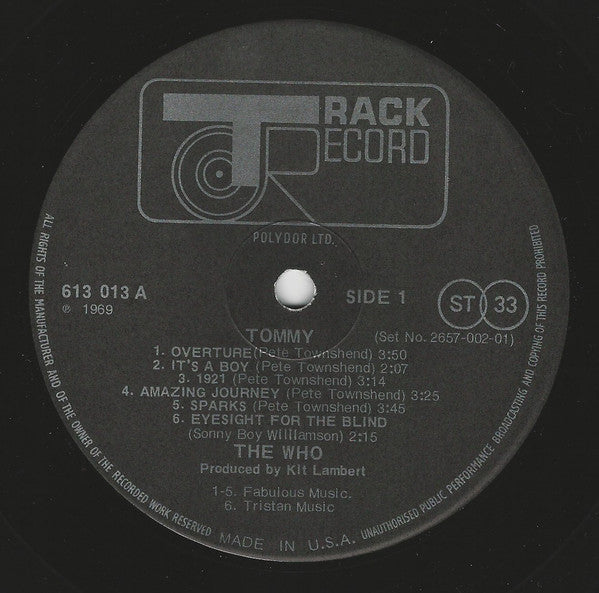 TRACK
RECORD
POLYDOR LTD.
613 013 A
℗ 1969
SIDE 1
ST 33
TOMMY
(Set No. 2657-002-01)
1. OVERTURE (Pete Townshend) 3:50
2. IT'S A BOY (Pete Townshend) 2:07
3. 1921 (Pete Townshend) 3:14
4. AMAZING JOURNEY (Pete Townshend) 3:25
5. SPARKS (Pete Townshend) 3:45
6. EYESIGHT FOR THE BLIND
(Sonny Boy Williamson) 2:15
THE WHO
Produced by Kit Lambert
1-5. Fabulous Music.
6. Tristan Music
ALL RIGHTS OF THE MANUFACTURER AND OF THE OWNER OF THE RECORDED WORK RESERVED
UNAUTHORISED PUBLIC PERFORMANCE BROADCASTING AND COPYING OF THIS RECORD PROHIBITED
MADE IN U.S.A.